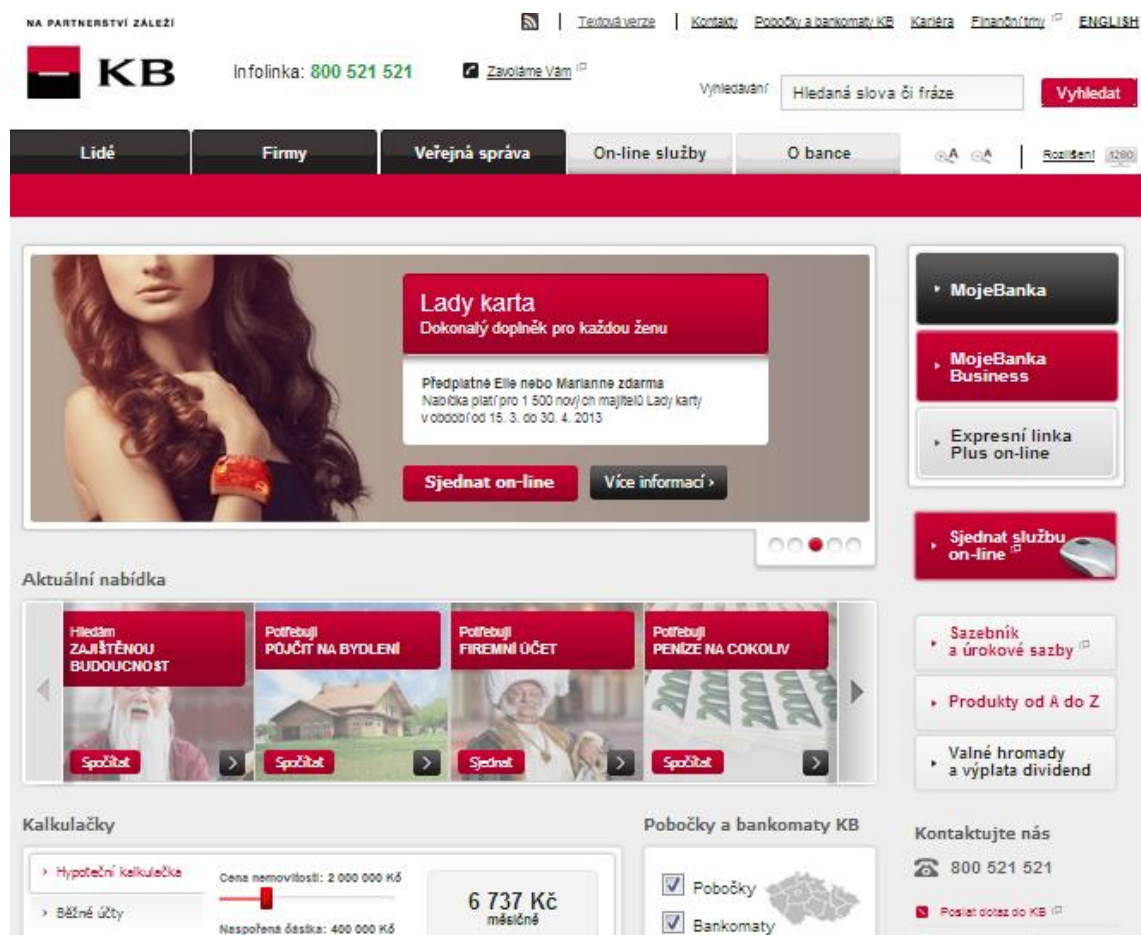 NA PARTNERSTVÍ ZÁLEŽÍ
Textová verze
Kontakty
Pobočky a bankomaty KB
Kariéra
Finanční trhy
ENGLISH
KB
Infolinka: 800 521 521
Zavoláme Vám
Vyhledávání
Hledaná slova či fráze
Vyhledat
Lidé
Firmy
Veřejná správa
On-line služby
O bance
A
A
Rozlišení
1280
Lady karta
Dokonalý doplněk pro každou ženu
Předplatné Elle nebo Marianne zdarma
Nabídka platí pro 1 500 nových majitelů Lady karty
v období od 15. 3. do 30. 4. 2013
Sjednat on-line
Více informací ›
MojeBanka
MojeBanka
Business
Expresní linka
Plus on-line
Sjednat službu
on-line
Aktuální nabídka
Hledám
ZAJIŠTĚNOU
BUDOUCNOST
Spočítat
Potřebuji
PŮJČIT NA BYDLENÍ
Spočítat
Potřebuji
FIREMNÍ ÚČET
Sjednat
Potřebuji
PENÍZE NA COKOLIV
Spočítat
Sazebník
a úrokové sazby
Produkty od A do Z
Valné hromady
a výplata dividend
Kalkulačky
Hypoteční kalkulačka
Běžné účty
Cena nemovitosti: 2 000 000 Kč
Naspořená částka: 400 000 Kč
6 737 Kč
měsíčně
Pobočky a bankomaty KB
Pobočky
Bankomaty
Kontaktujte nás
800 521 521
Poslat dotaz do KB